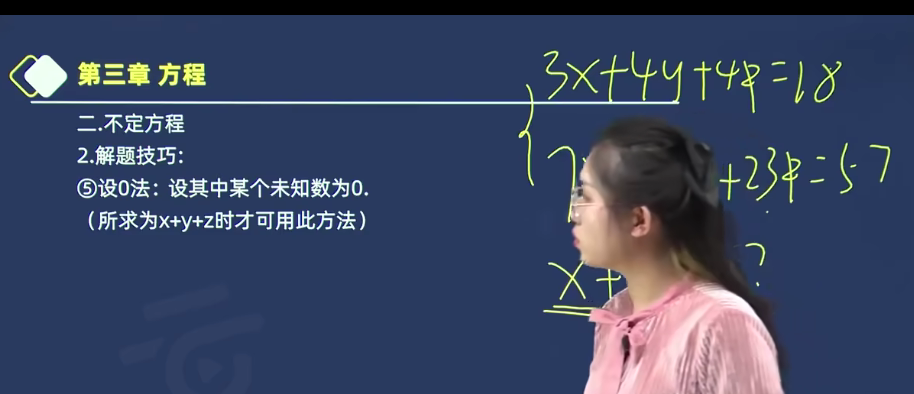 第三章 方程
二.不定方程
2.解题技巧:
⑤设0法：设其中某个未知数为0.
（所求为x+y+z时才可用此方法）
3x+4y+4z=18
7 +23z=57
x+ ?